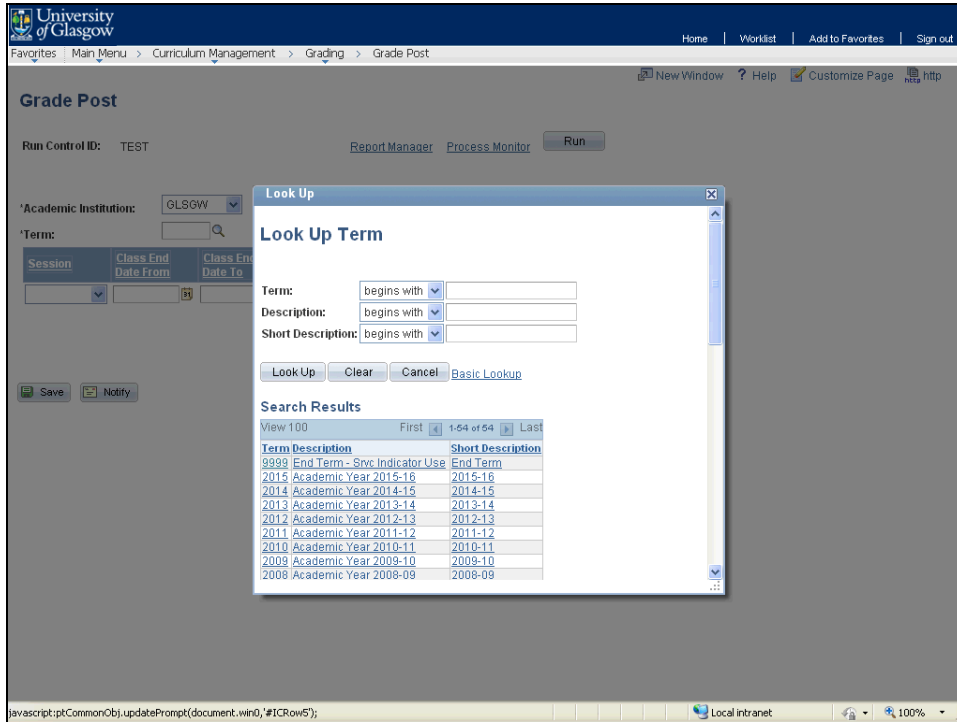 University
of Glasgow
Home | Worklist | Add to Favorites | Sign out
Favorites | Main Menu > Curriculum Management > Grading > Grade Post
New Window ? Help Customize Page http
Grade Post
Run Control ID: TEST Report Manager Process Monitor Run
*Academic Institution: GLSGW
*Term:
Session Class End Date From Class End Date To
31
Save Notify
Look Up
Look Up Term
Term: begins with
Description: begins with
Short Description: begins with
Look Up Clear Cancel Basic Lookup
Search Results
View 100 First 1-54 of 54 Last
Term Description Short Description
9999 End Term - Srvc Indicator Use End Term
2015 Academic Year 2015-16 2015-16
2014 Academic Year 2014-15 2014-15
2013 Academic Year 2013-14 2013-14
2012 Academic Year 2012-13 2012-13
2011 Academic Year 2011-12 2011-12
2010 Academic Year 2010-11 2010-11
2009 Academic Year 2009-10 2009-10
2008 Academic Year 2008-09 2008-09
javascript:ptCommonObj.updatePrompt(document.win0,'#ICRow5'); Local intranet 100%